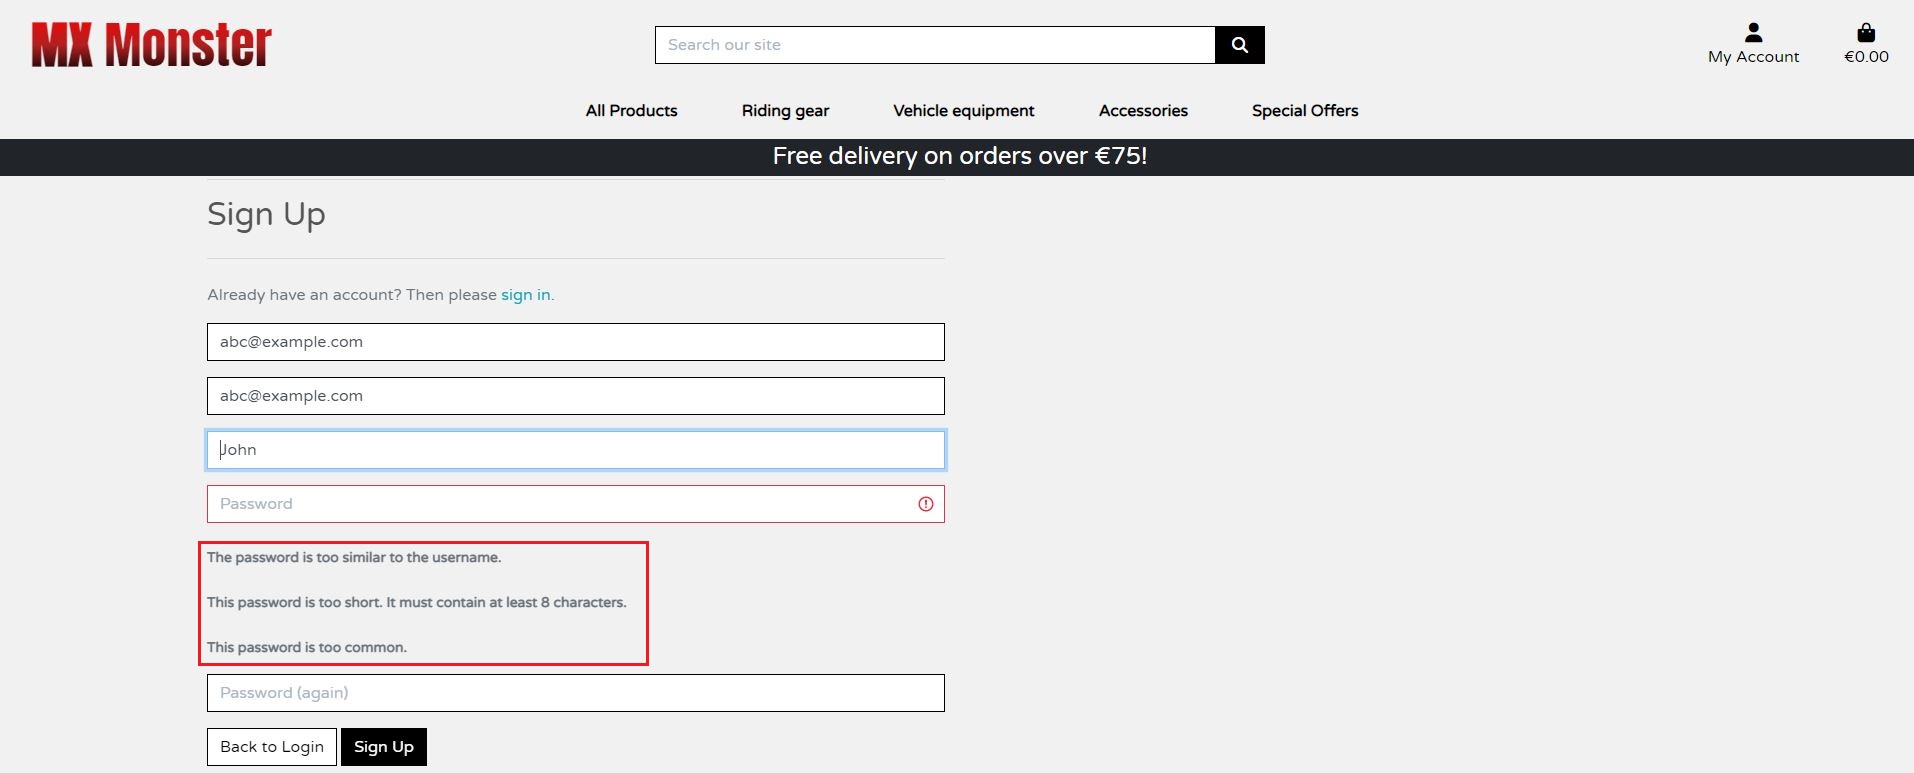 MX Monster
Search our site
My Account
€0.00
All Products Riding gear Vehicle equipment Accessories Special Offers
Free delivery on orders over €75!
Sign Up
Already have an account? Then please sign in.
abc@example.com
abc@example.com
John
Password
The password is too similar to the username.
This password is too short. It must contain at least 8 characters.
This password is too common.
Password (again)
Back to Login Sign Up